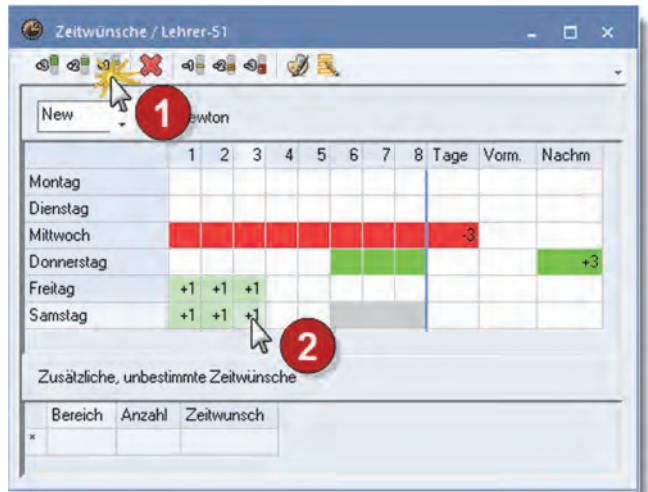 Zeitwünsche / Lehrer-S1
New ewton
1
1 2 3 4 5 6 7 8 Tage Vorm. Nachm
Montag
Dienstag
Mittwoch -3
Donnerstag +3
Freitag +1 +1 +1
Samstag +1 +1 +1
2
Zusätzliche, unbestimmte Zeitwünsche
Bereich Anzahl Zeitwunsch
*